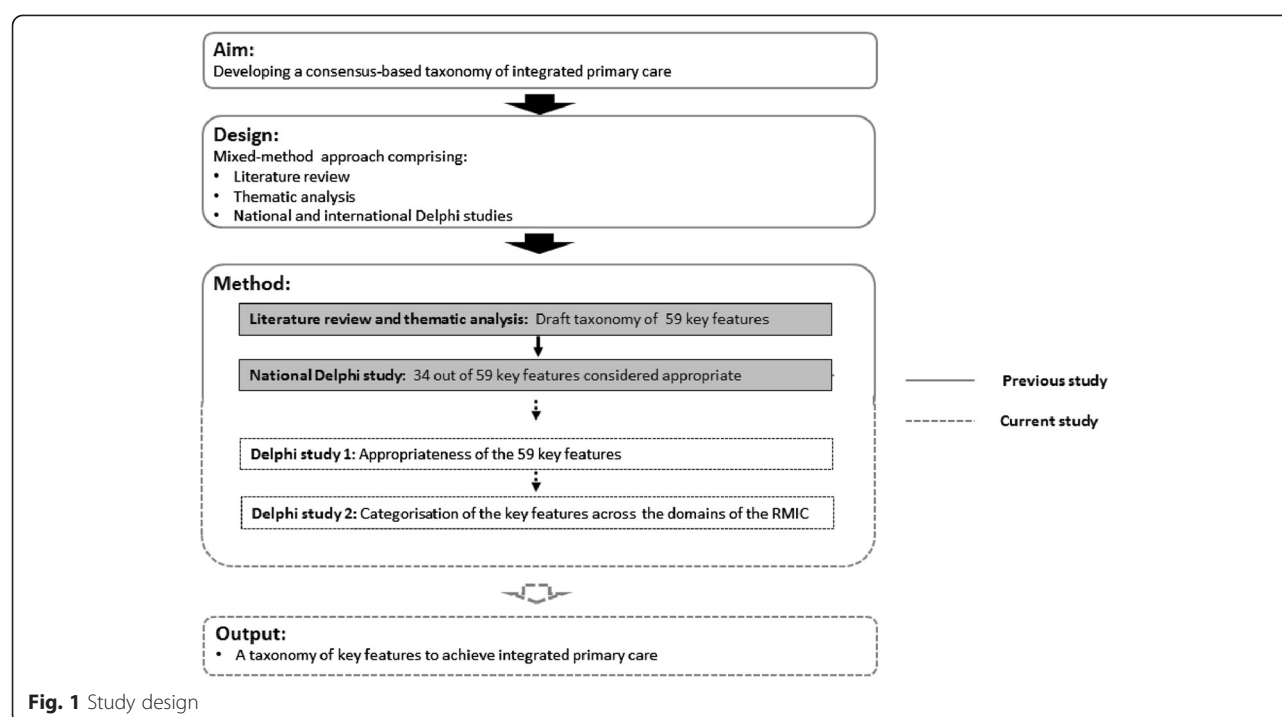 Aim:
Developing a consensus-based taxonomy of integrated primary care
Design:
Mixed-method approach comprising:
• Literature review
• Thematic analysis
• National and international Delphi studies
Method:
Literature review and thematic analysis: Draft taxonomy of 59 key features
National Delphi study: 34 out of 59 key features considered appropriate
Previous study
Current study
Delphi study 1: Appropriateness of the 59 key features
Delphi study 2: Categorisation of the key features across the domains of the RMIC
Output:
• A taxonomy of key features to achieve integrated primary care
Fig. 1 Study design